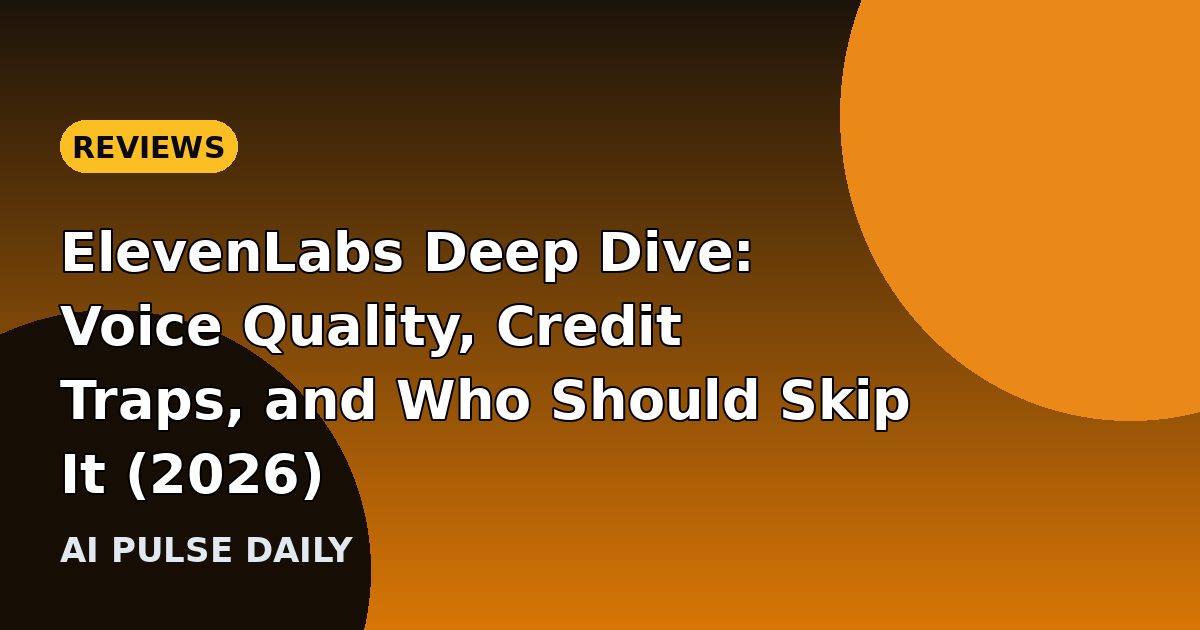 REVIEWS
ElevenLabs Deep Dive:
Voice Quality, Credit
Traps, and Who Should Skip
It (2026)
AI PULSE DAILY